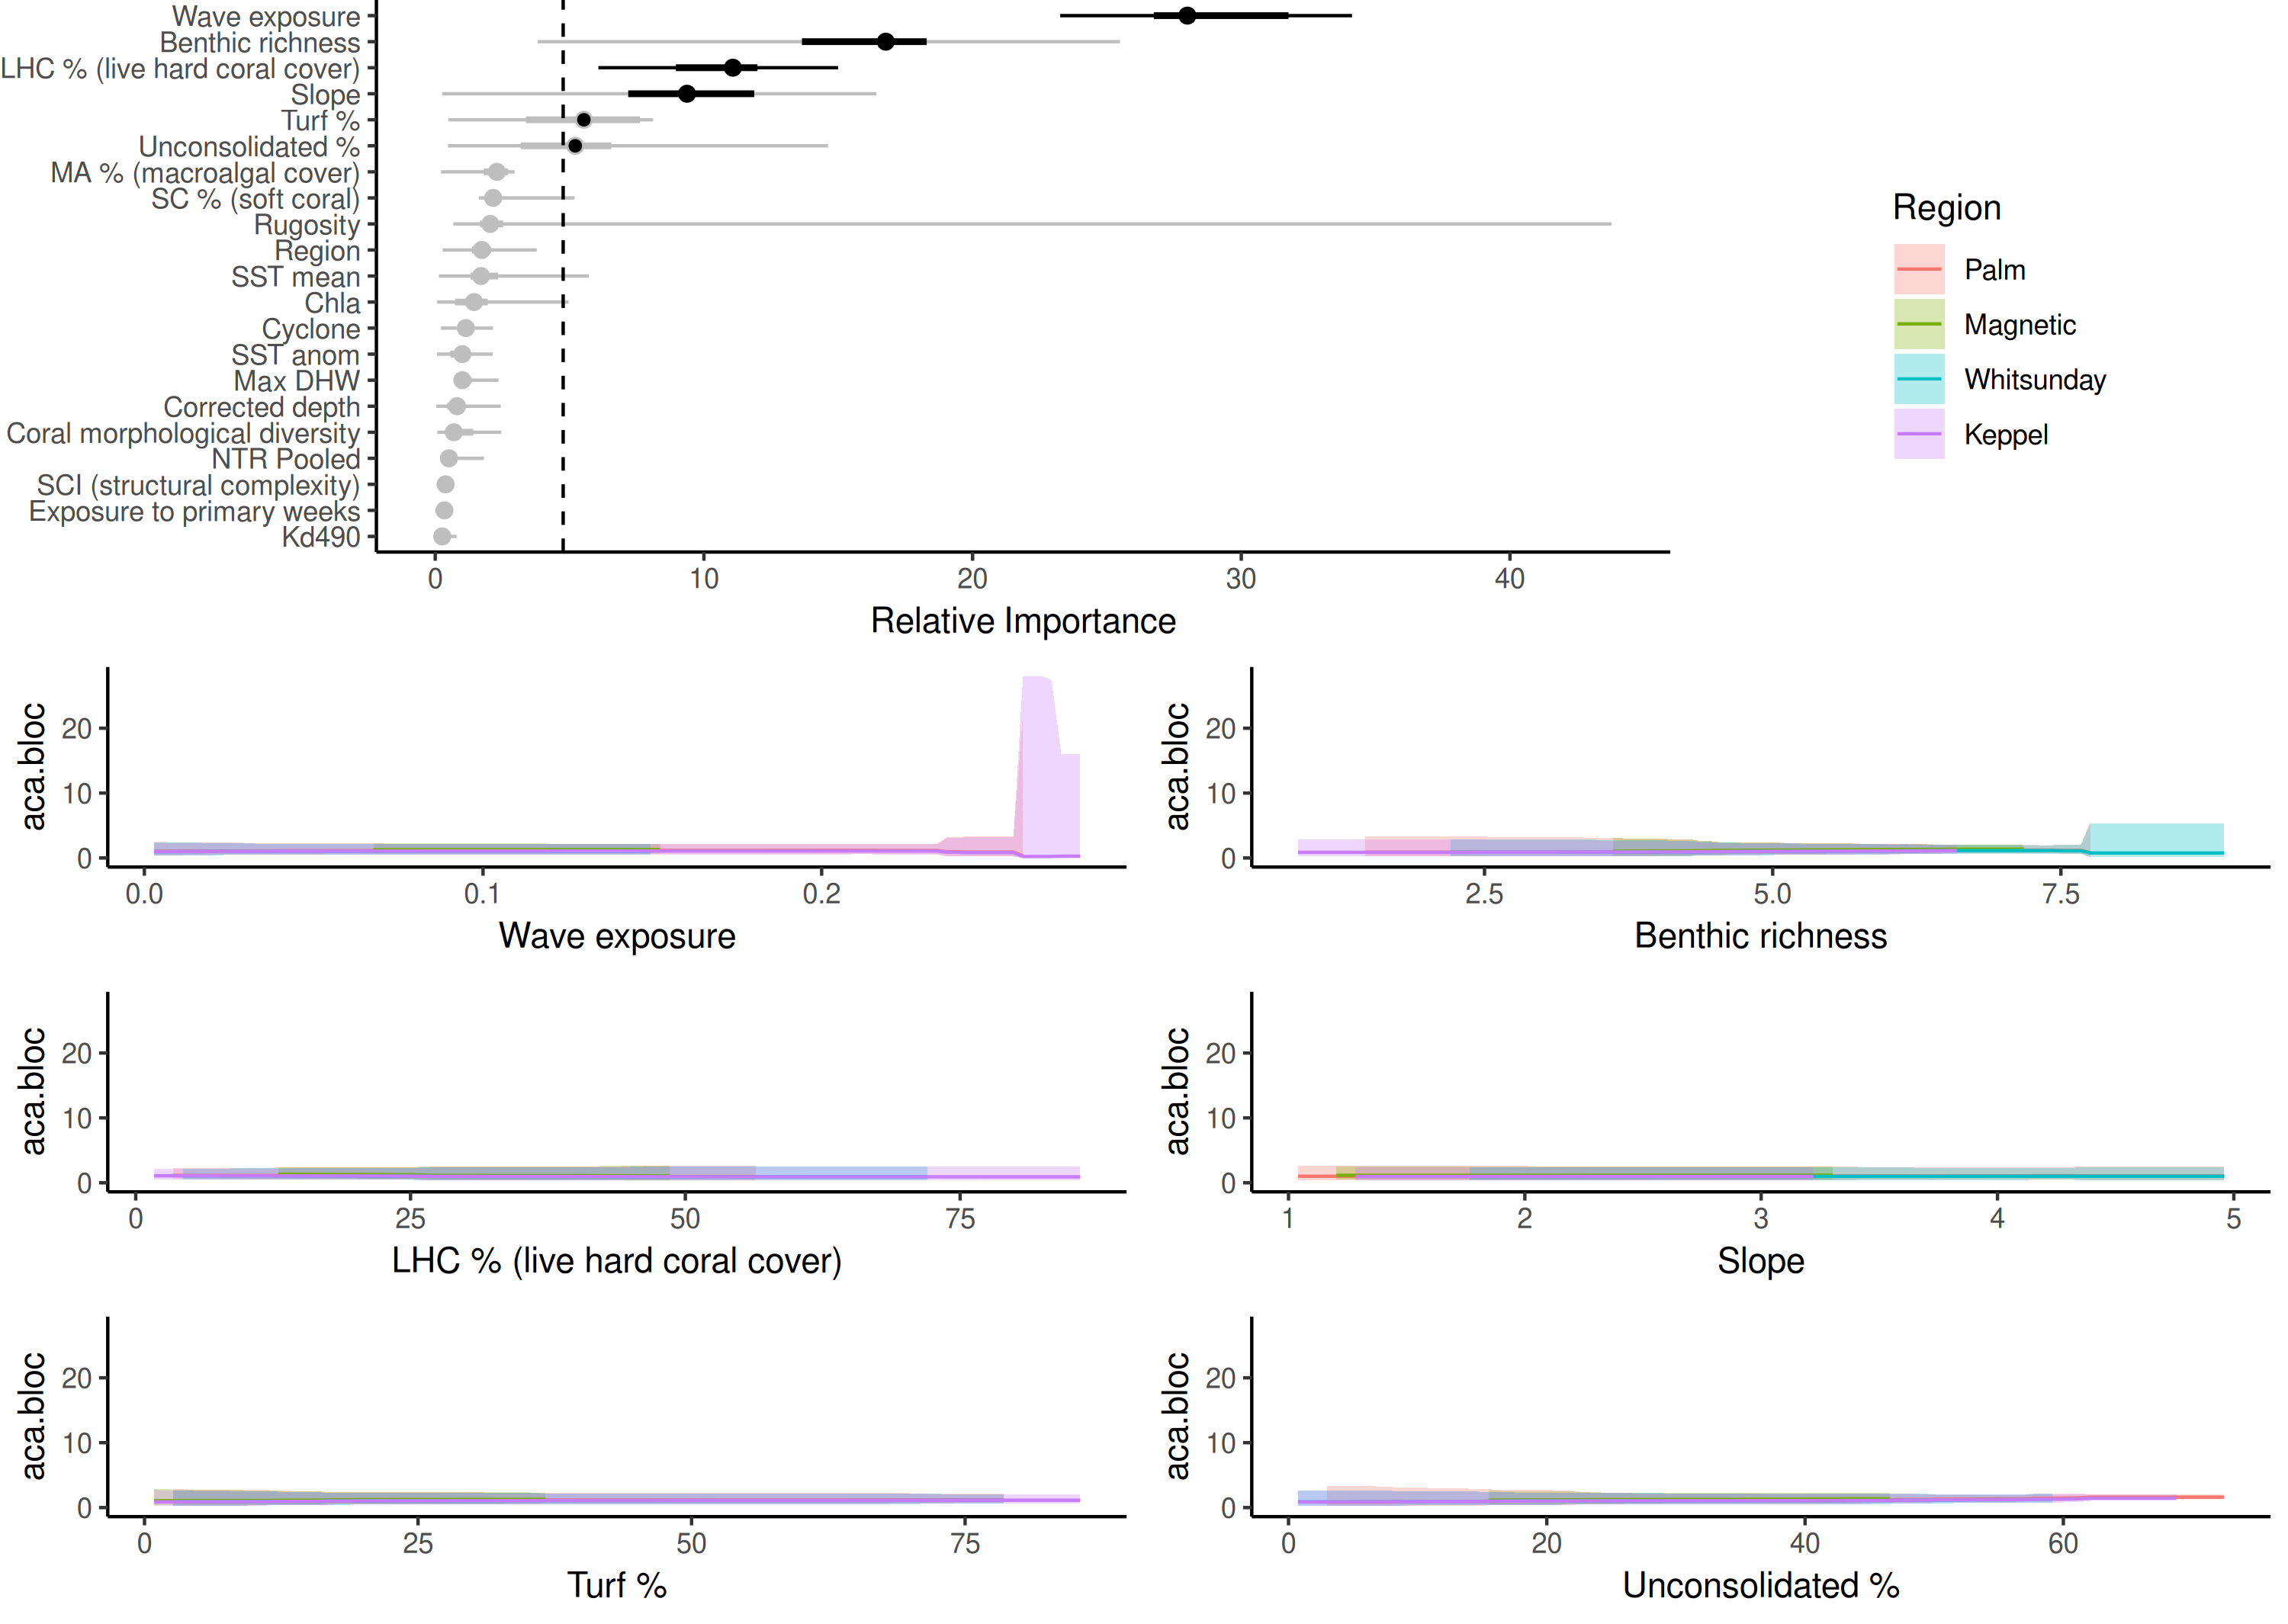 Wave exposure
Benthic richness
LHC % (live hard coral cover)
Slope
Turf %
Unconsolidated %
MA % (macroalgal cover)
SC % (soft coral)
Rugosity
Region
SST mean
Chla
Cyclone
SST anom
Max DHW
Corrected depth
Coral morphological diversity
NTR Pooled
SCI (structural complexity)
Exposure to primary weeks
Kd490
0 10 20 30 40
Relative Importance
Region
Palm
Magnetic
Whitsunday
Keppel
aca.bloc
20
10
0
0.0 0.1 0.2
Wave exposure
aca.bloc
20
10
0
2.5 5.0 7.5
Benthic richness
aca.bloc
20
10
0
0 25 50 75
LHC % (live hard coral cover)
aca.bloc
20
10
0
1 2 3 4 5
Slope
aca.bloc
20
10
0
0 25 50 75
Turf %
aca.bloc
20
10
0
0 20 40 60
Unconsolidated %